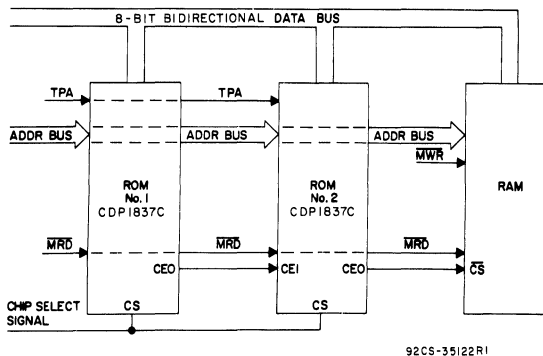 8-BIT BIDIRECTIONAL DATA BUS
TPA TPA
ADDR BUS ADDR BUS ADDR BUS
MWR
ROM No. 1 CDP1837C
ROM No. 2 CDP1837C
RAM
MRD MRD MRD
CEO CEI CEO CS
CHIP SELECT SIGNAL
CS CS
92CS-35122R1